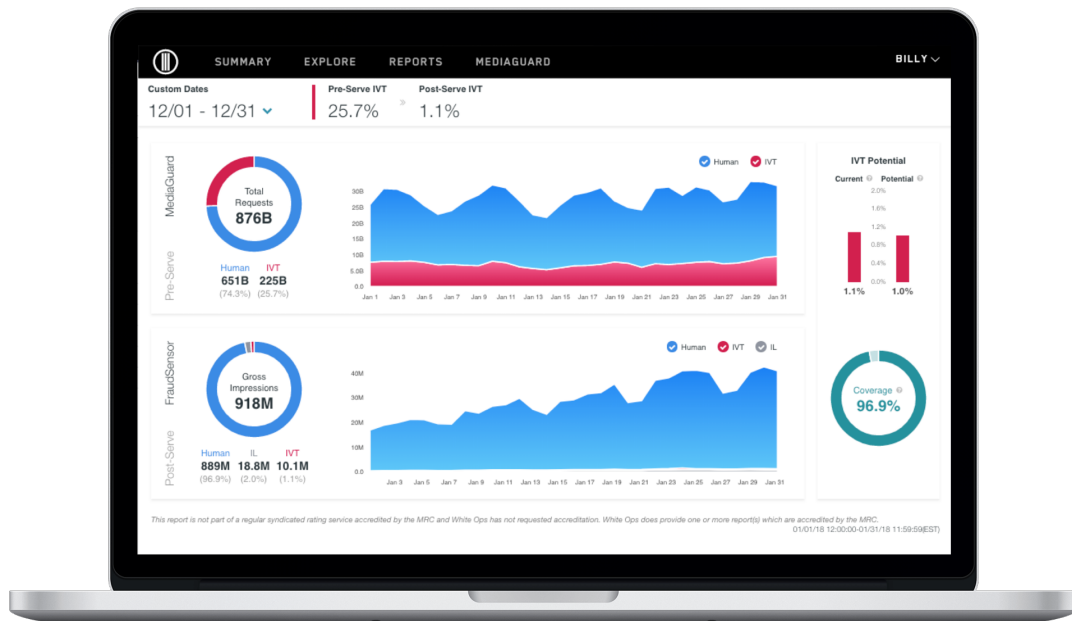 SUMMARY EXPLORE REPORTS MEDIAGUARD BILLY
Custom Dates Pre-Serve IVT Post-Serve IVT
12/01 - 12/31 25.7% » 1.1%
MediaGuard
Pre-Serve
Total
Requests
876B
Human IVT
651B 225B
(74.3%) (25.7%)
Human IVT
30B
25B
20B
15B
10B
5.0B
0.0
Jan 1 Jan 3 Jan 5 Jan 7 Jan 9 Jan 11 Jan 13 Jan 15 Jan 17 Jan 19 Jan 21 Jan 23 Jan 25 Jan 27 Jan 29 Jan 31
IVT Potential
Current Potential
2.0%
1.6%
1.2%
0.8%
0.4%
0.0%
1.1% 1.0%
FraudSensor
Post-Serve
Gross
Impressions
918M
Human IL IVT
889M 18.8M 10.1M
(96.9%) (2.0%) (1.1%)
Human IVT IL
40M
30M
20M
10M
0.0
Jan 3 Jan 5 Jan 7 Jan 9 Jan 11 Jan 13 Jan 15 Jan 17 Jan 19 Jan 21 Jan 23 Jan 25 Jan 27 Jan 29 Jan 31
Coverage
96.9%
This report is not part of a regular syndicated rating service accredited by the MRC and White Ops has not requested accreditation. White Ops does provide one or more report(s) which are accredited by the MRC.
01/01/18 12:00:00-01/31/18 11:59:59(EST)